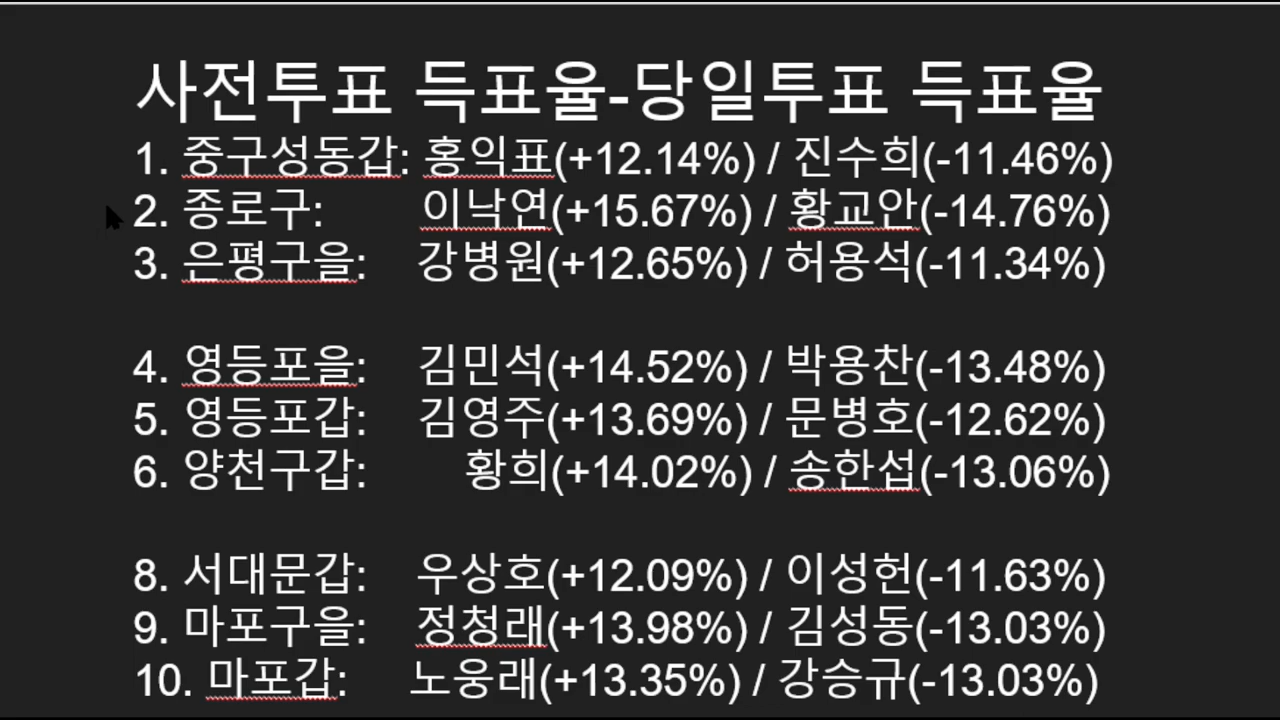 사전투표 득표율-당일투표 득표율
1. 중구성동갑: 홍익표(+12.14%) / 진수희(-11.46%)
2. 종로구: 이낙연(+15.67%) / 황교안(-14.76%)
3. 은평구을: 강병원(+12.65%) / 허용석(-11.34%)
4. 영등포을: 김민석(+14.52%) / 박용찬(-13.48%)
5. 영등포갑: 김영주(+13.69%) / 문병호(-12.62%)
6. 양천구갑: 황희(+14.02%) / 송한섭(-13.06%)
8. 서대문갑: 우상호(+12.09%) / 이성헌(-11.63%)
9. 마포구을: 정청래(+13.98%) / 김성동(-13.03%)
10. 마포갑: 노웅래(+13.35%) / 강승규(-13.03%)